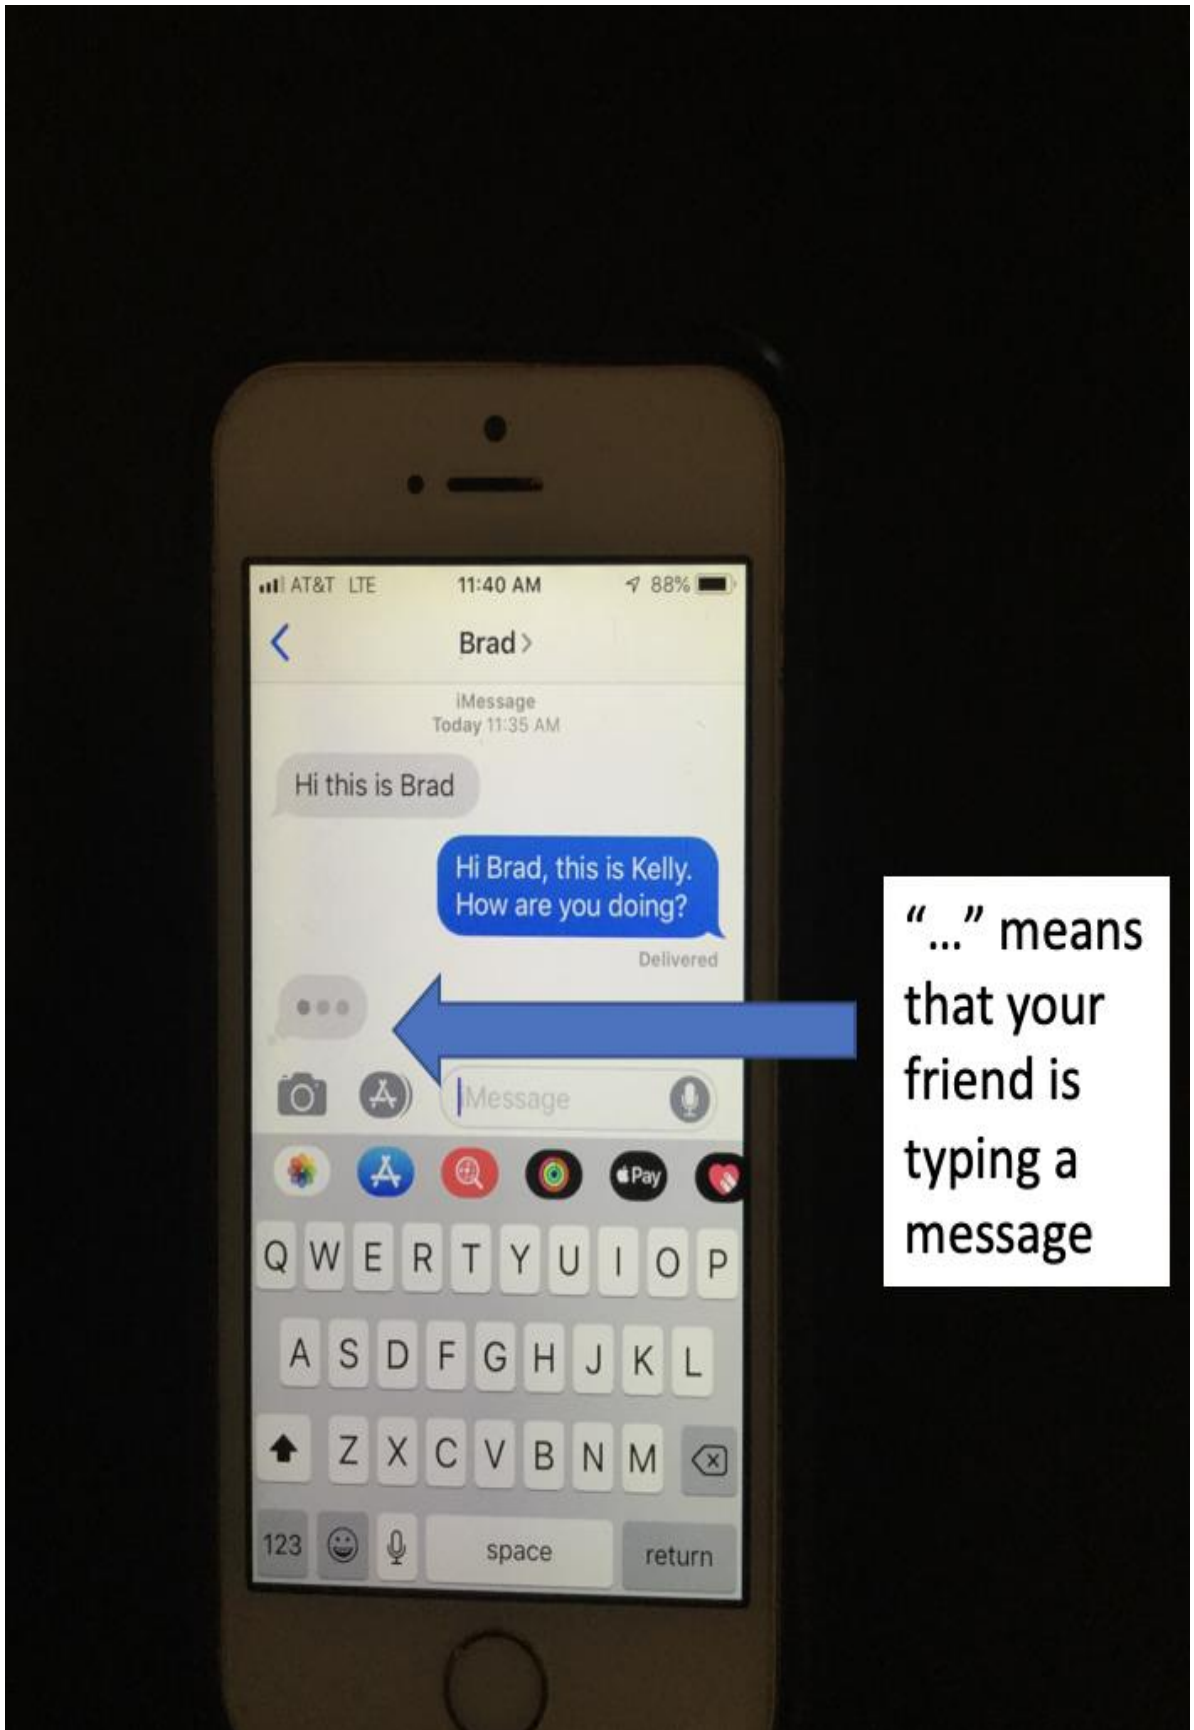 AT&T LTE 11:40 AM 88%
Brad
iMessage
Today 11:35 AM
Hi this is Brad
Hi Brad, this is Kelly.
How are you doing?
Delivered
“...” means
that your
friend is
typing a
message
iMessage
Pay
Q W E R T Y U I O P
A S D F G H J K L
Z X C V B N M
123 space return